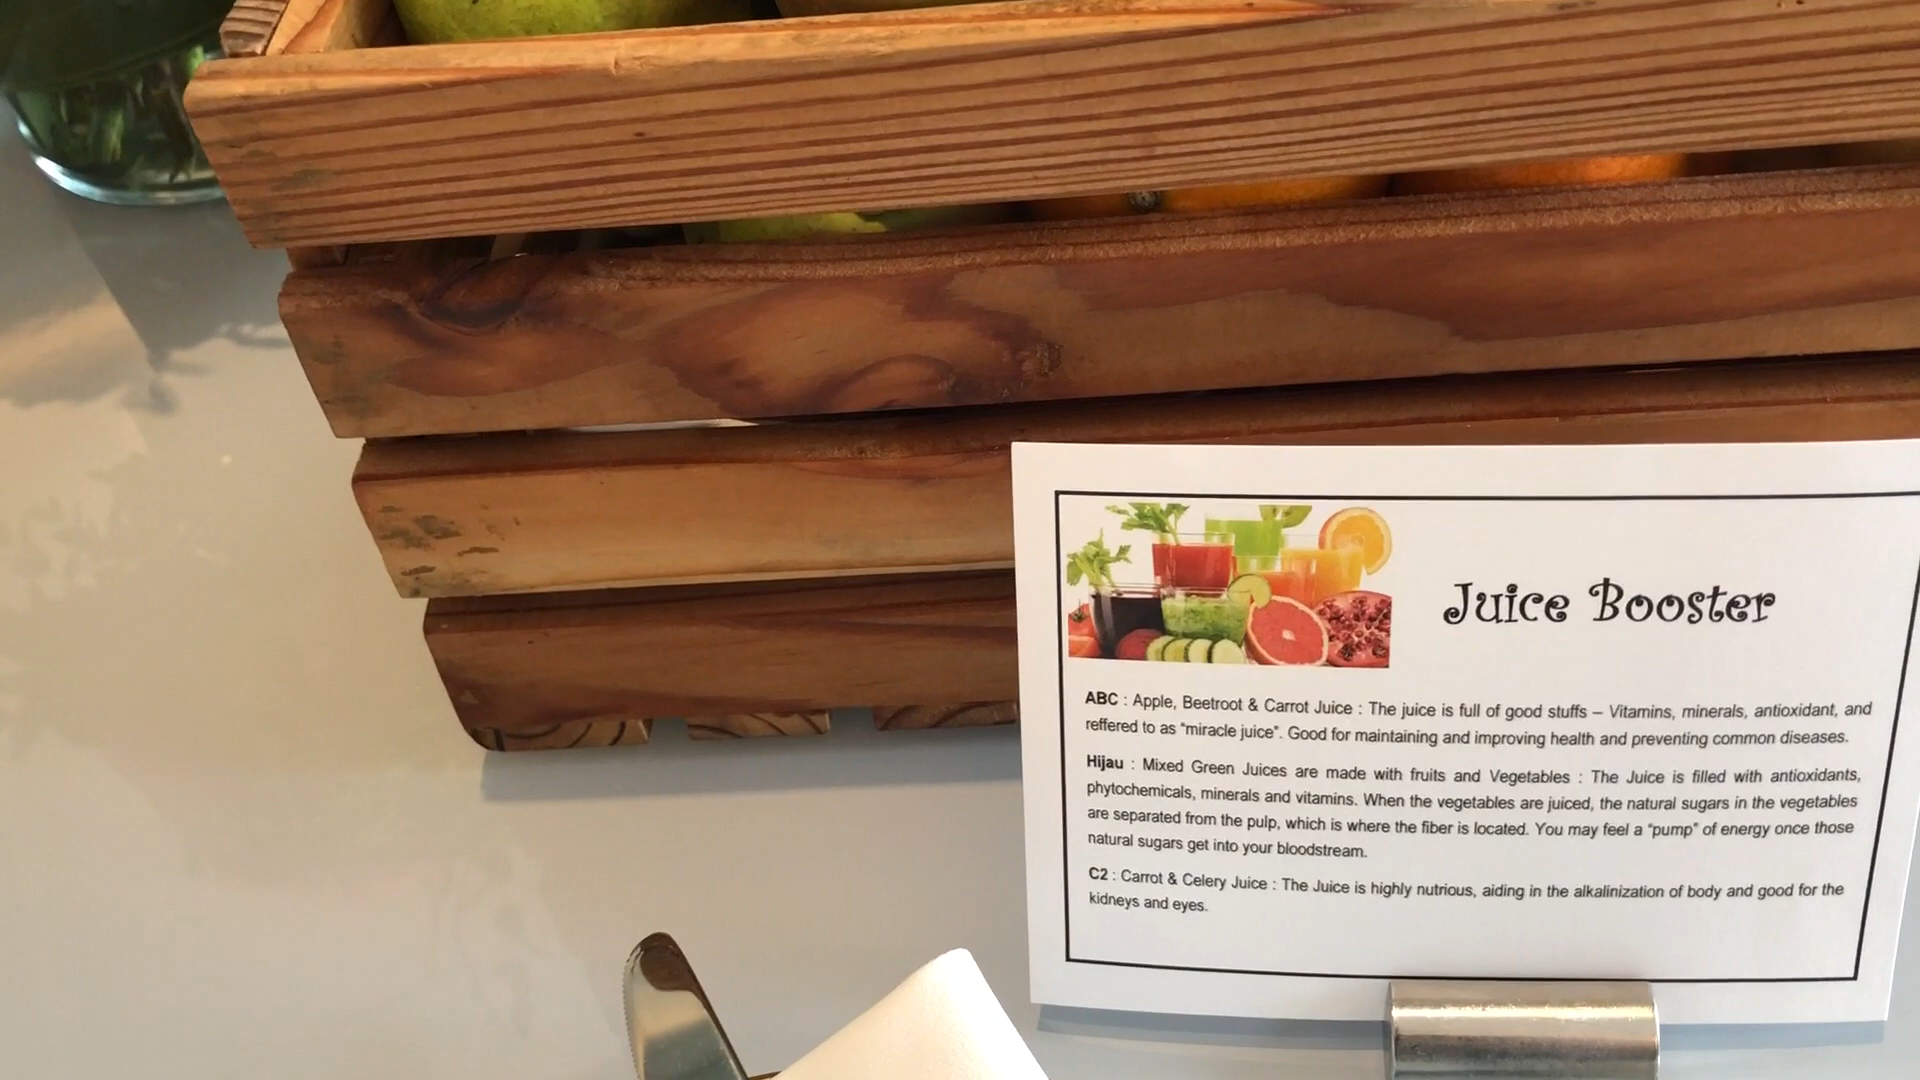 Juice Booster
ABC : Apple, Beetroot & Carrot Juice : The juice is full of good stuffs – Vitamins, minerals, antioxidant, and
reffered to as “miracle juice”. Good for maintaining and improving health and preventing common diseases.
Hijau : Mixed Green Juices are made with fruits and Vegetables : The Juice is filled with antioxidants,
phytochemicals, minerals and vitamins. When the vegetables are juiced, the natural sugars in the vegetables
are separated from the pulp, which is where the fiber is located. You may feel a “pump” of energy once those
natural sugars get into your bloodstream.
C2 : Carrot & Celery Juice : The Juice is highly nutrious, aiding in the alkalinization of body and good for the
kidneys and eyes.